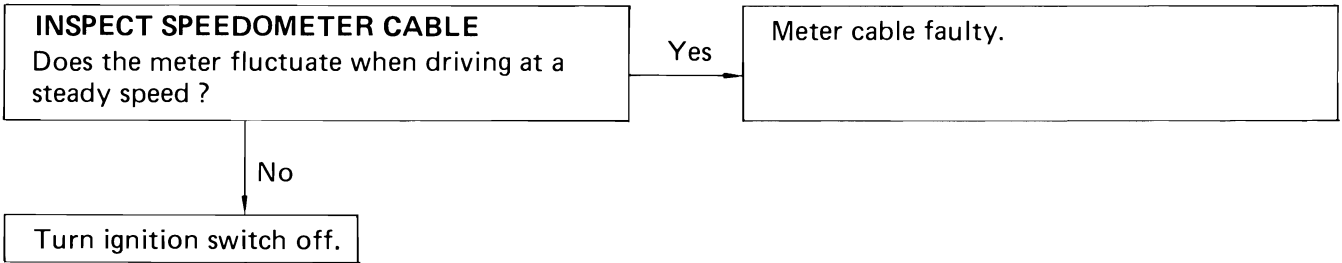 INSPECT SPEEDOMETER CABLE
Does the meter fluctuate when driving at a
steady speed ?
Yes
Meter cable faulty.
No
Turn ignition switch off.